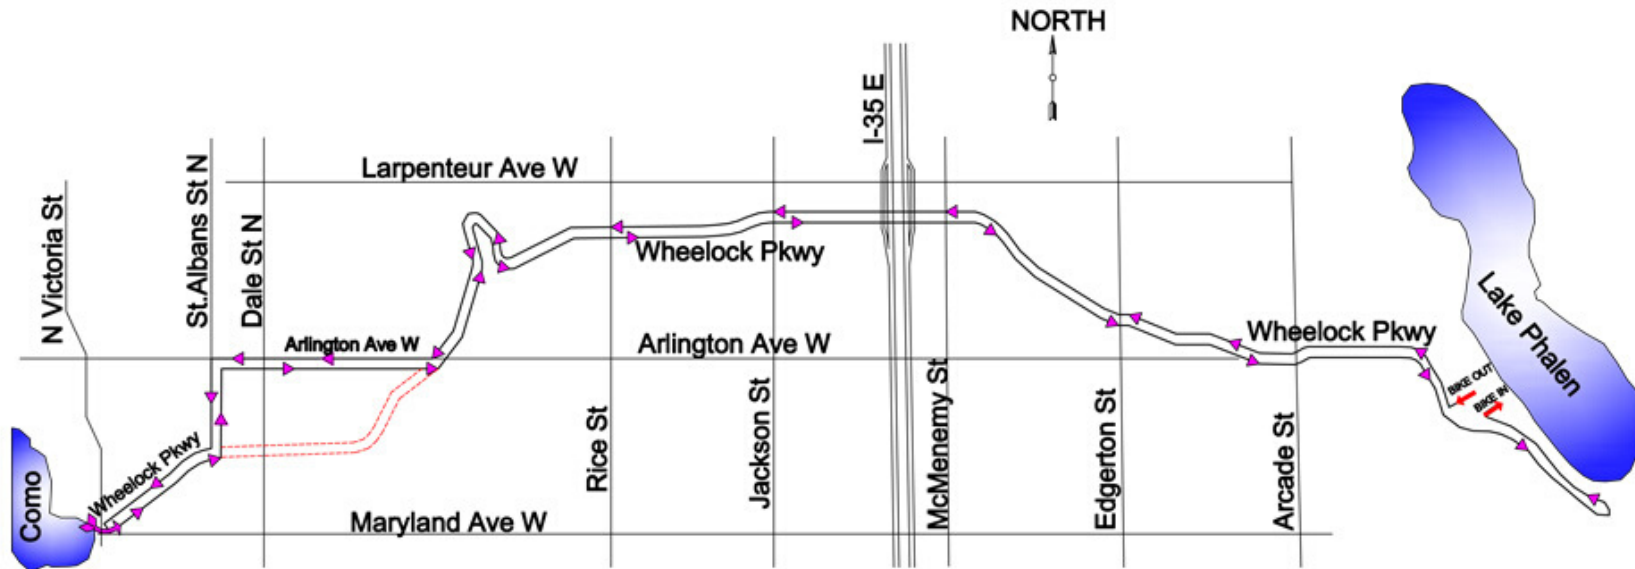 NORTH
I-35 E
Larpenteur Ave W
N Victoria St
St.Albans St N
Dale St N
Wheelock Pkwy
Arlington Ave W
Arlington Ave W
Wheelock Pkwy
Lake Phalen
BIKE OUT
BIKE IN
Wheelock Pkwy
Rice St
Jackson St
McMenemy St
Edgerton St
Arcade St
Como
Maryland Ave W